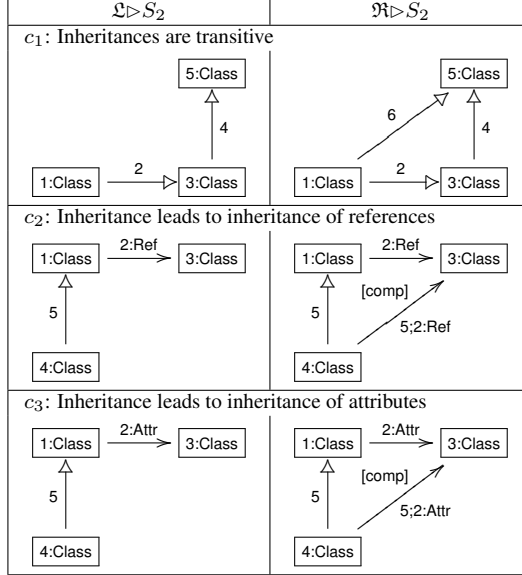 𝔏▷S₂ ℜ▷S₂
c₁: Inheritances are transitive
5:Class 5:Class
6
4 4
2 2
1:Class 3:Class 1:Class 3:Class
c₂: Inheritance leads to inheritance of references
2:Ref 2:Ref
1:Class 3:Class 1:Class 3:Class
[comp]
5 5
5;2:Ref
4:Class 4:Class
c₃: Inheritance leads to inheritance of attributes
2:Attr 2:Attr
1:Class 3:Class 1:Class 3:Class
[comp]
5 5
5;2:Attr
4:Class 4:Class